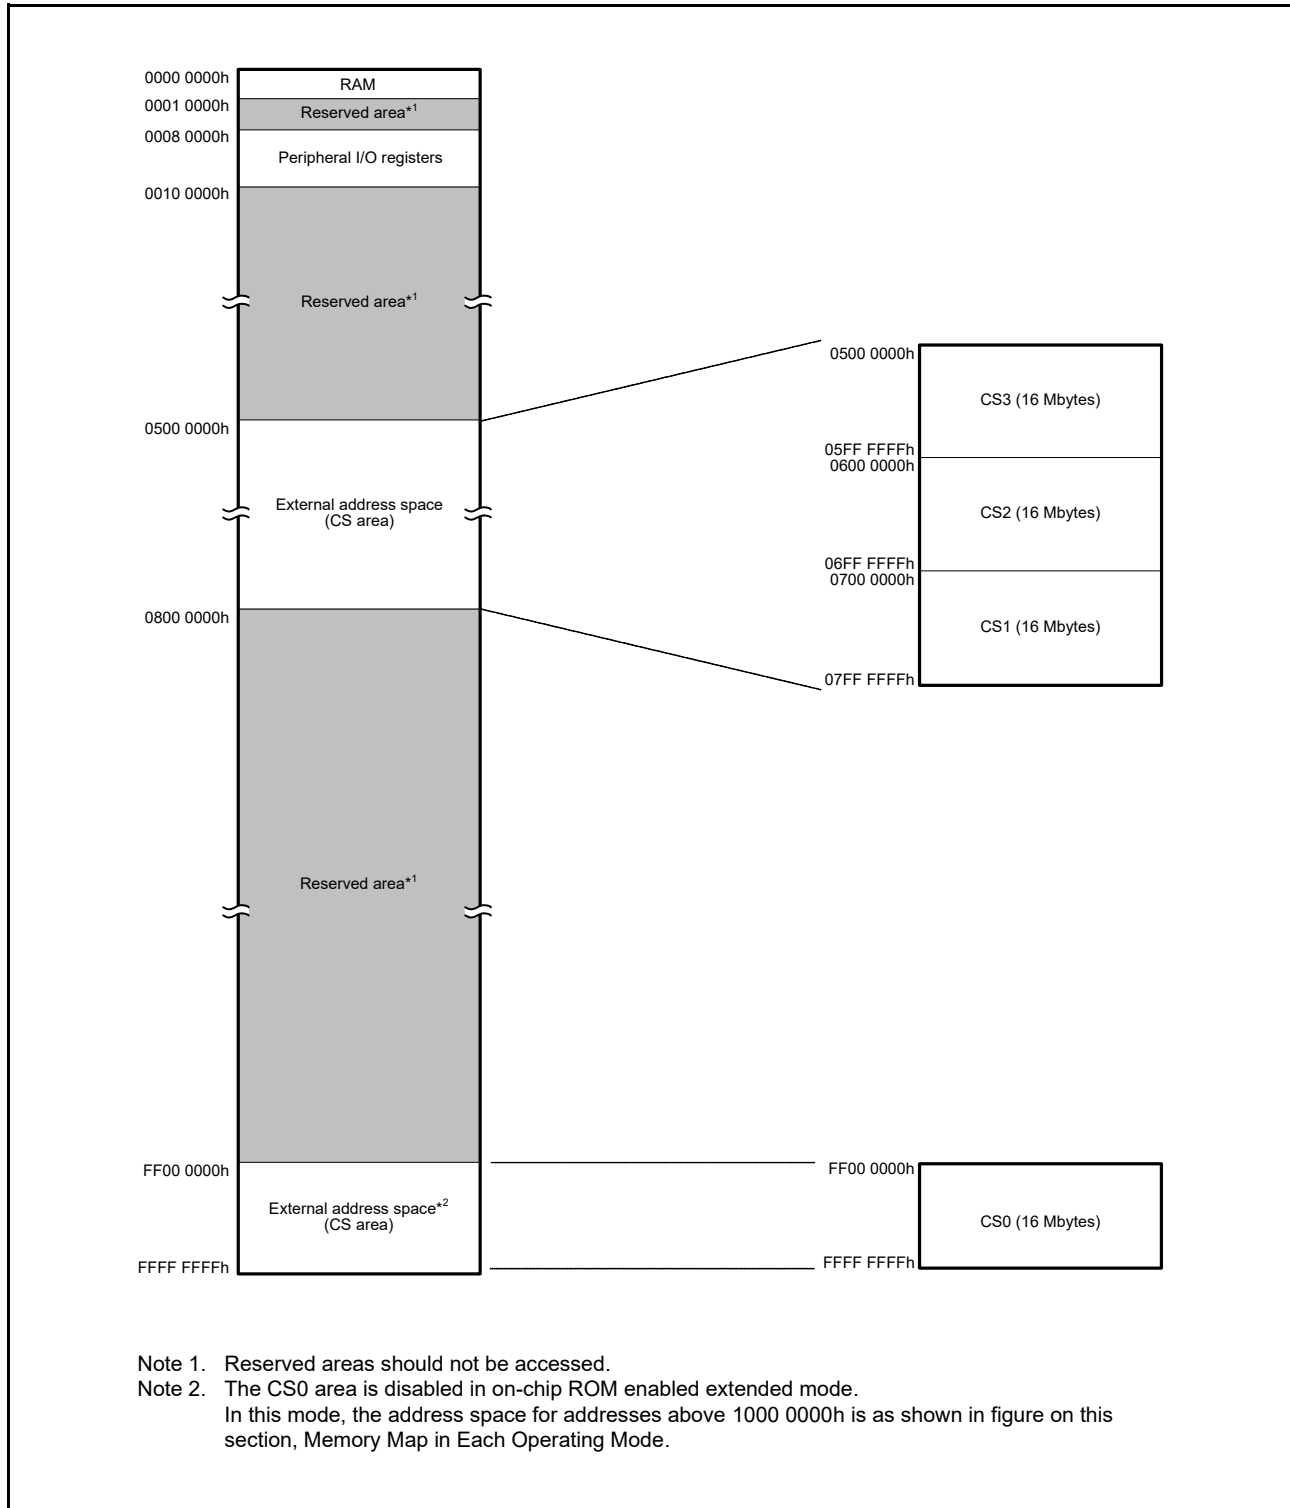 0000 0000h
RAM
0001 0000h
Reserved area*1
0008 0000h
Peripheral I/O registers
0010 0000h
Reserved area*1
0500 0000h
External address space
(CS area)
0800 0000h
Reserved area*1
FF00 0000h
External address space*2
(CS area)
FFFF FFFFh
0500 0000h
CS3 (16 Mbytes)
05FF FFFFh
0600 0000h
CS2 (16 Mbytes)
06FF FFFFh
0700 0000h
CS1 (16 Mbytes)
07FF FFFFh
FF00 0000h
CS0 (16 Mbytes)
FFFF FFFFh
Note 1. Reserved areas should not be accessed.
Note 2. The CS0 area is disabled in on-chip ROM enabled extended mode.
In this mode, the address space for addresses above 1000 0000h is as shown in figure on this
section, Memory Map in Each Operating Mode.